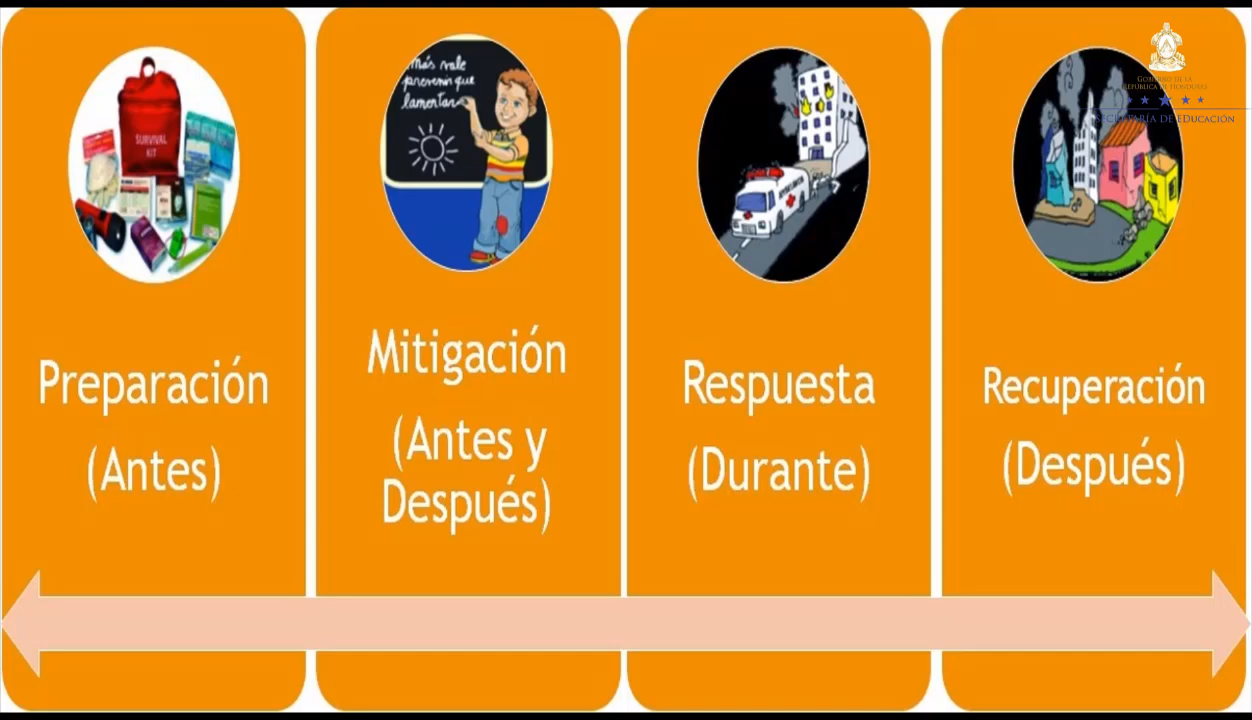 SURVIVAL
KIT
Preparación
(Antes)
más vale
prevenir que
lamentar
Mitigación
(Antes y
Después)
Respuesta
(Durante)
Gobierno de la
República de Honduras
Secretaría de Educación
Recuperación
(Después)